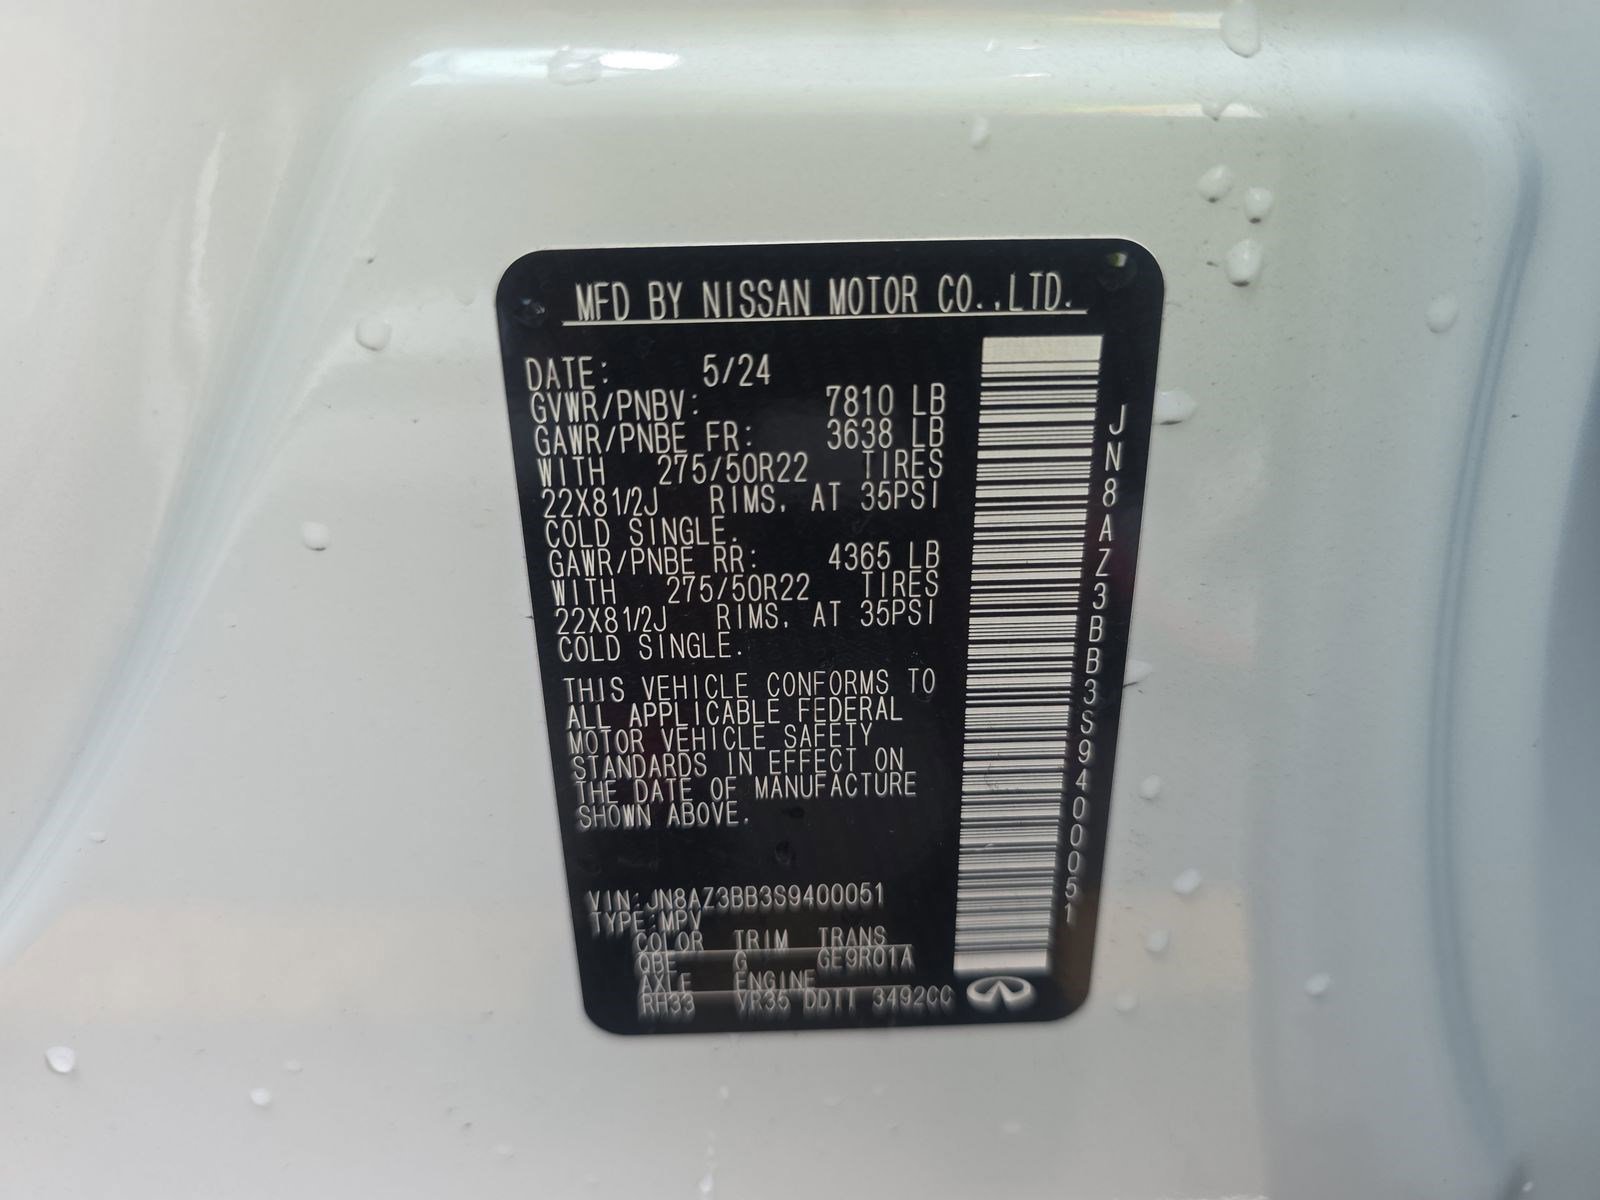 MFD BY NISSAN MOTOR CO.,LTD.
DATE: 5/24
GVWR/PNBV: 7810 LB
GAWR/PNBE FR: 3638 LB
WITH 275/50R22 TIRES
22X81/2J RIMS, AT 35PSI
COLD SINGLE.
GAWR/PNBE RR: 4365 LB
WITH 275/50R22 TIRES
22X81/2J RIMS, AT 35PSI
COLD SINGLE.
THIS VEHICLE CONFORMS TO
ALL APPLICABLE FEDERAL
MOTOR VEHICLE SAFETY
STANDARDS IN EFFECT ON
THE DATE OF MANUFACTURE
SHOWN ABOVE.
VIN:JN8AZ3BB3S9400051
TYPE:MPV
COLOR TRIM TRANS
QBE G GE9R01A
AXLE ENGINE
RH33 VR35 DDTT 3492CC
JN8AZ3BB3S9400051